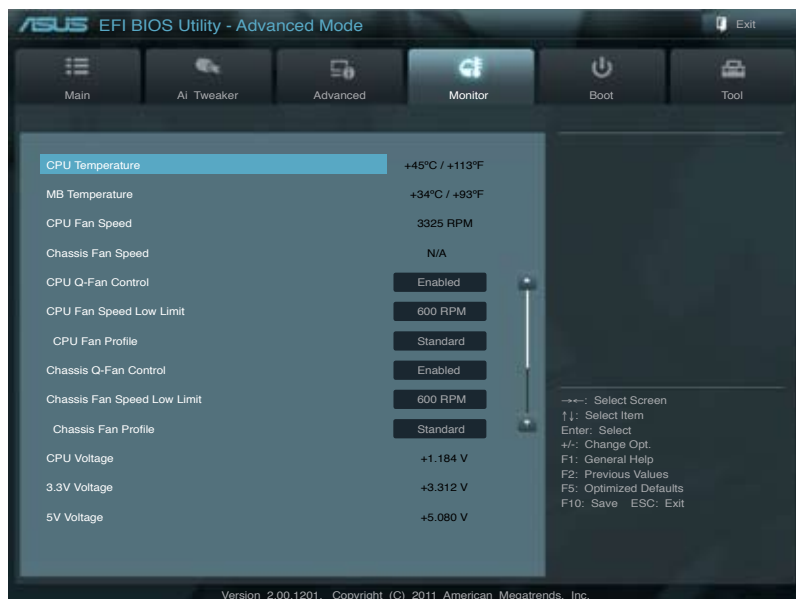 ASUS EFI BIOS Utility - Advanced Mode
Exit
Main
Ai Tweaker
Advanced
Monitor
Boot
Tool
CPU Temperature +45ºC / +113ºF
MB Temperature +34ºC / +93ºF
CPU Fan Speed 3325 RPM
Chassis Fan Speed N/A
CPU Q-Fan Control Enabled
CPU Fan Speed Low Limit 600 RPM
CPU Fan Profile Standard
Chassis Q-Fan Control Enabled
Chassis Fan Speed Low Limit 600 RPM
Chassis Fan Profile Standard
CPU Voltage +1.184 V
3.3V Voltage +3.312 V
5V Voltage +5.080 V
→←: Select Screen
↑↓: Select Item
Enter: Select
+/-: Change Opt.
F1: General Help
F2: Previous Values
F5: Optimized Defaults
F10: Save ESC: Exit
Version 2.00.1201. Copyright (C) 2011 American Megatrends, Inc.